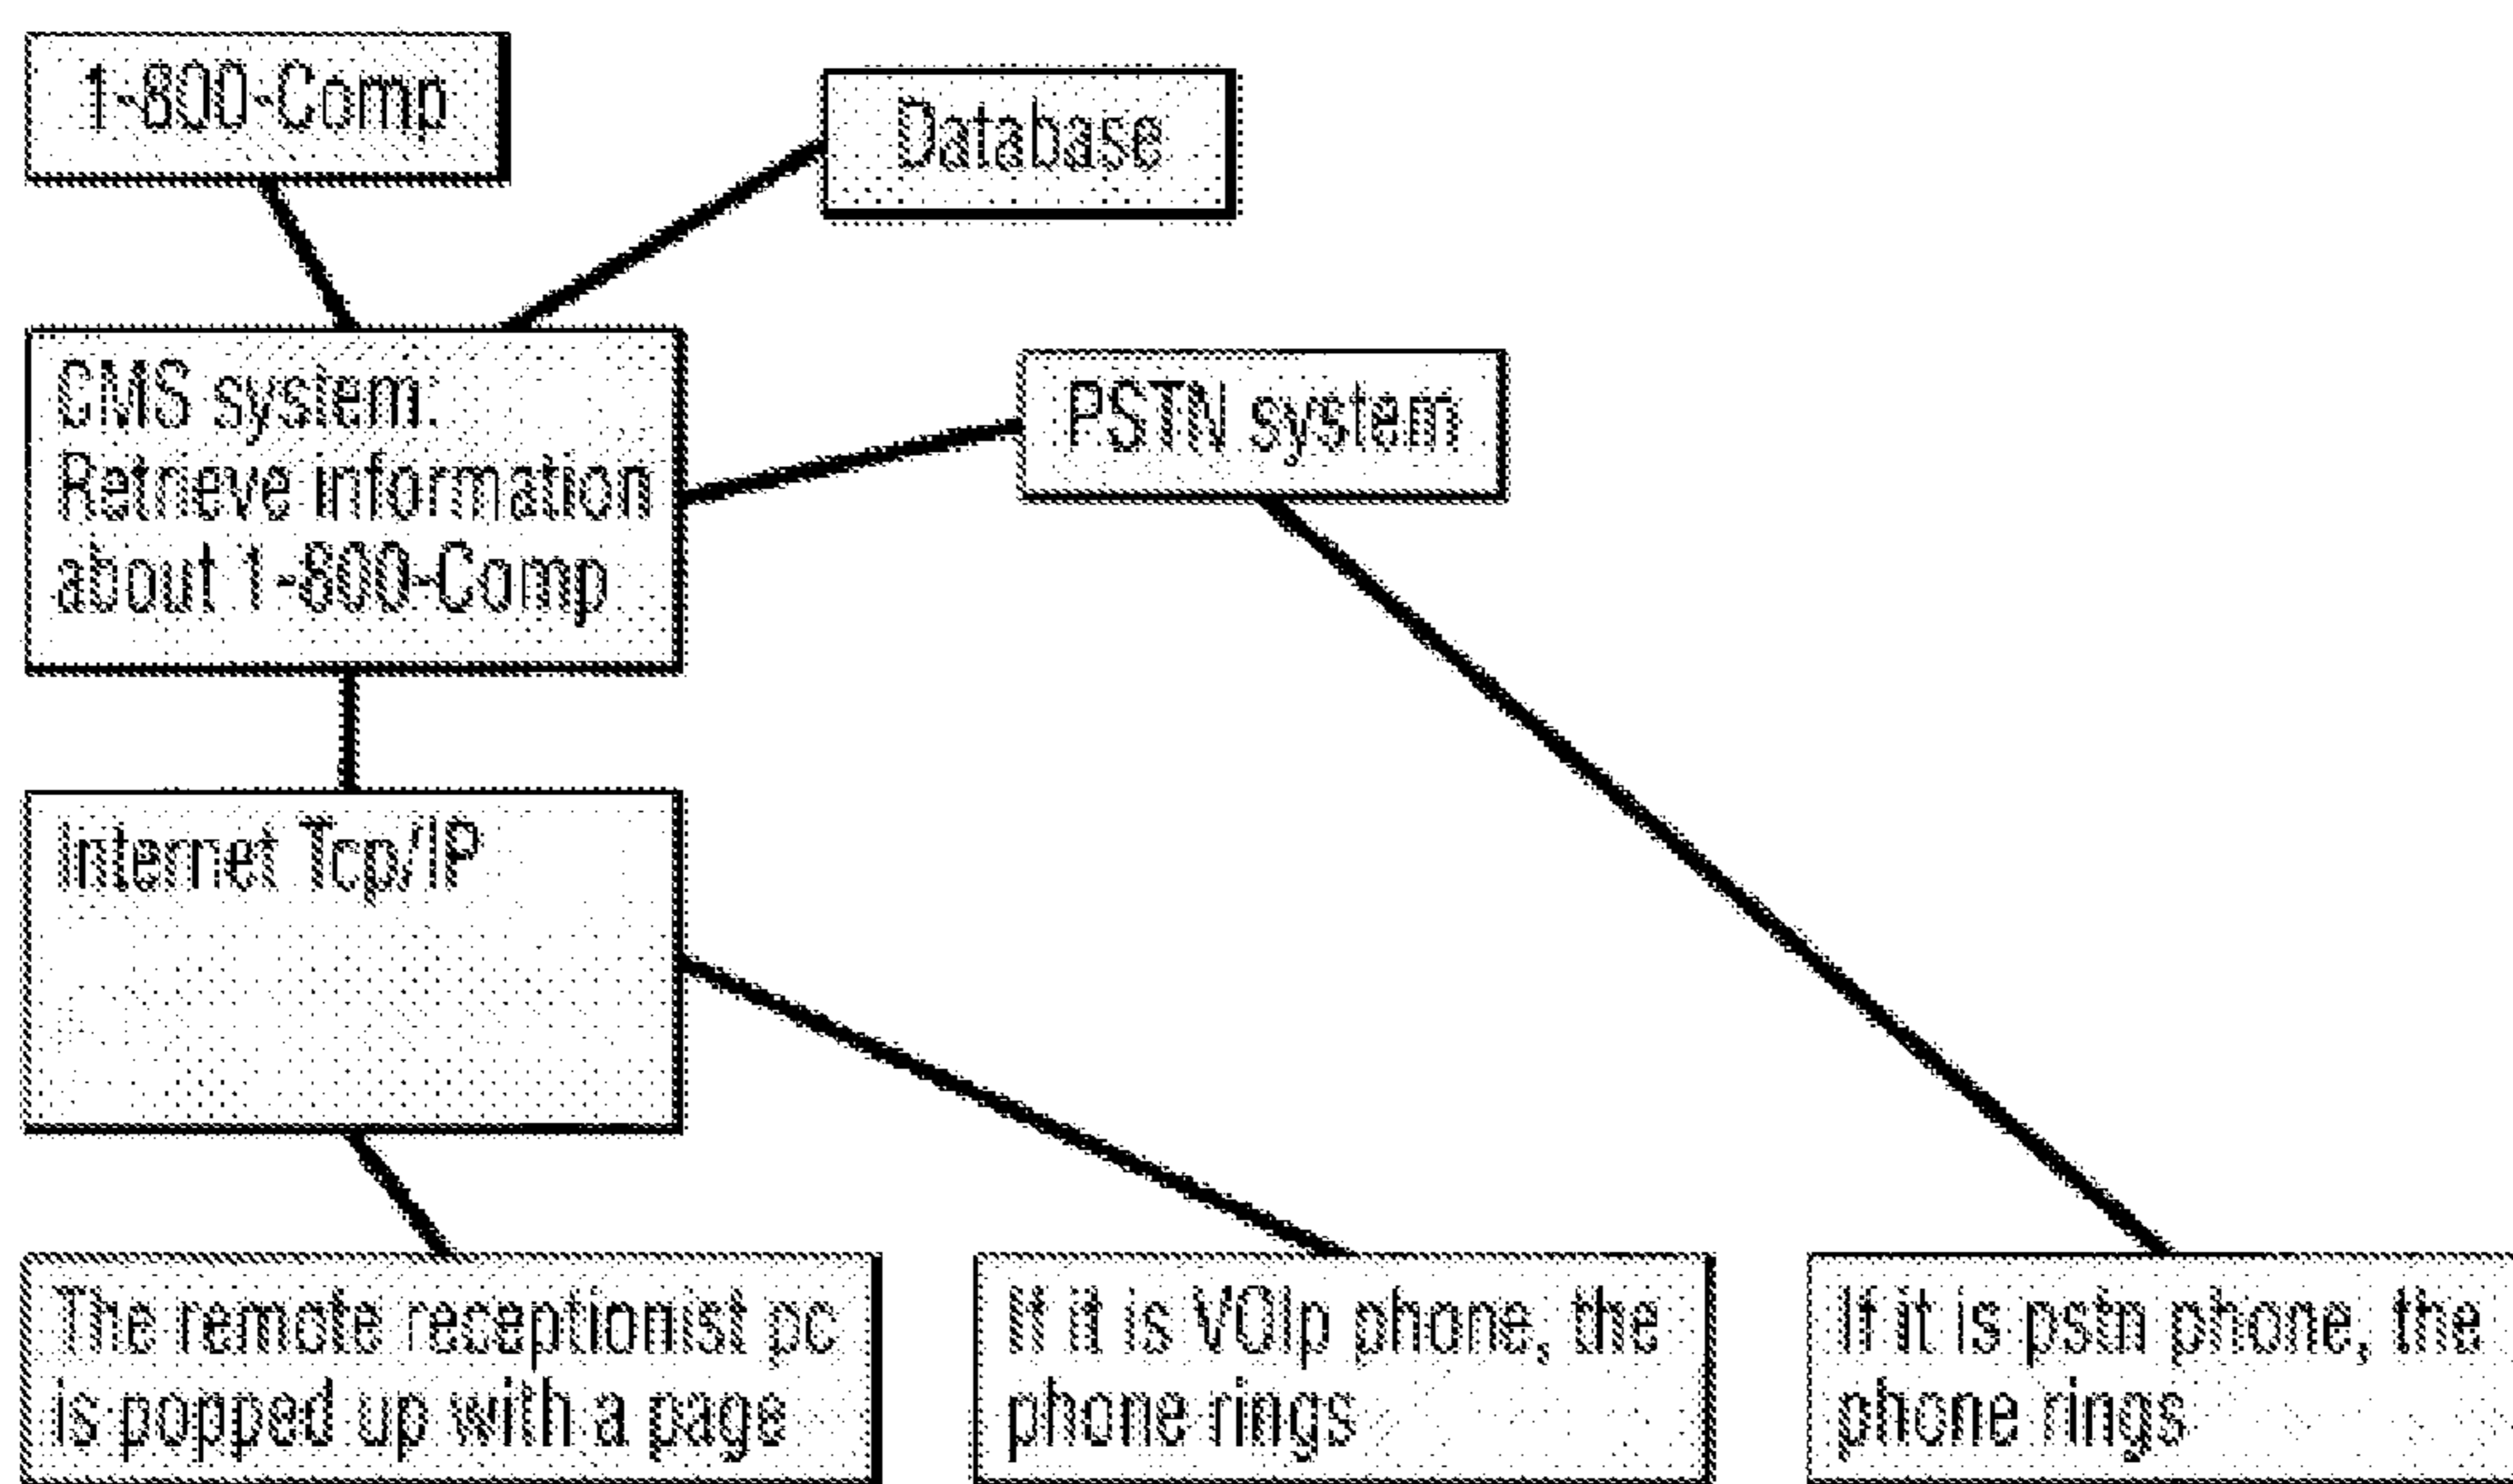 1-800-Comp
Database
CMS system:
Retrieve information
about 1-800-Comp
PSTN system
Internet Tcp/IP
The remote receptionist pc
is popped up with a page
If it is VOIp phone, the
phone rings
If it is pstn phone, the
phone rings